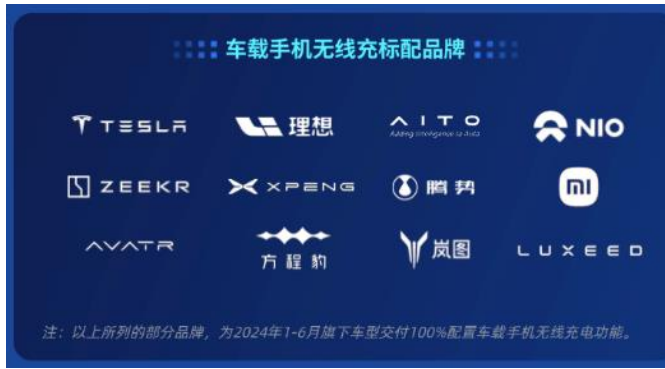 车载手机无线充标配品牌
TESLA 理想 AITO NIO
Adding Intelligence to Auto
ZEEKR XPENG 腾势 mi
AVATR 方程豹 岚图 LUXEED
注：以上所列的部分品牌，为2024年1-6月旗下车型交付100%配置车载手机无线充电功能。